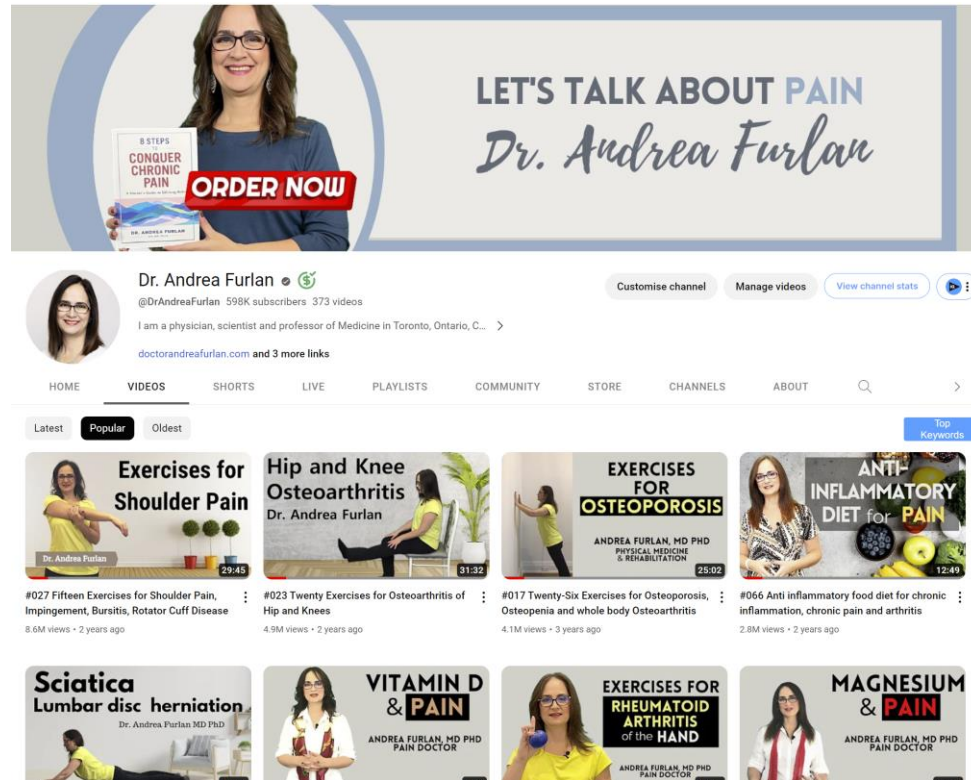 LET'S TALK ABOUT PAIN
Dr. Andrea Furlan
8 STEPS
TO
CONQUER
CHRONIC
PAIN
DR. ANDREA FURLAN
ORDER NOW
Dr. Andrea Furlan
@DrAndreaFurlan 598K subscribers 373 videos
I am a physician, scientist and professor of Medicine in Toronto, Ontario, C...
doctorandreafurlan.com and 3 more links
Customise channel
Manage videos
View channel stats
HOME
VIDEOS
SHORTS
LIVE
PLAYLISTS
COMMUNITY
STORE
CHANNELS
ABOUT
Latest
Popular
Oldest
Top
Keywords
Exercises for
Shoulder Pain
Dr. Andrea Furlan
29:45
#027 Fifteen Exercises for Shoulder Pain,
Impingement, Bursitis, Rotator Cuff Disease
8.6M views • 2 years ago
Hip and Knee
Osteoarthritis
Dr. Andrea Furlan
31:32
#023 Twenty Exercises for Osteoarthritis of
Hip and Knees
4.9M views • 2 years ago
EXERCISES
FOR
OSTEOPOROSIS
ANDREA FURLAN, MD PHD
PHYSICAL MEDICINE
& REHABILITATION
25:02
#017 Twenty-Six Exercises for Osteoporosis,
Osteopenia and whole body Osteoarthritis
4.1M views • 3 years ago
ANTI-
INFLAMMATORY
DIET for PAIN
12:49
#066 Anti inflammatory food diet for chronic
inflammation, chronic pain and arthritis
2.8M views • 2 years ago
Sciatica
Lumbar disc herniation
Dr. Andrea Furlan MD PhD
VITAMIN D
& PAIN
ANDREA FURLAN, MD PHD
PAIN DOCTOR
EXERCISES FOR
RHEUMATOID
ARTHRITIS
of the HAND
ANDREA FURLAN, MD PHD
PAIN DOCTOR
MAGNESIUM
& PAIN
ANDREA FURLAN, MD PHD
PAIN DOCTOR